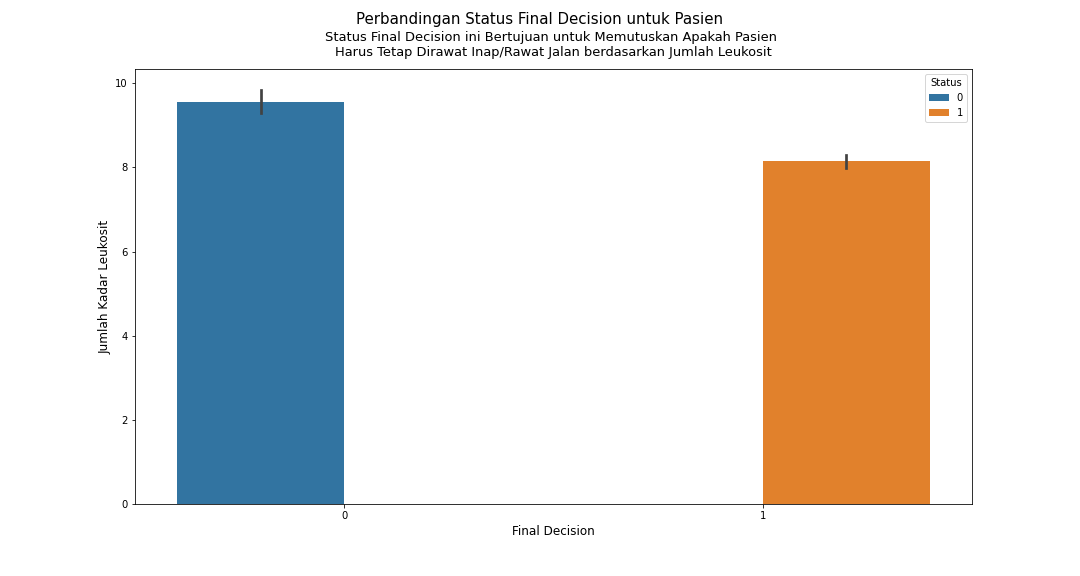 Perbandingan Status Final Decision untuk Pasien
Status Final Decision ini Bertujuan untuk Memutuskan Apakah Pasien
Harus Tetap Dirawat Inap/Rawat Jalan berdasarkan Jumlah Leukosit
Status
0
1
Jumlah Kadar Leukosit
10
8
6
4
2
0
0
1
Final Decision